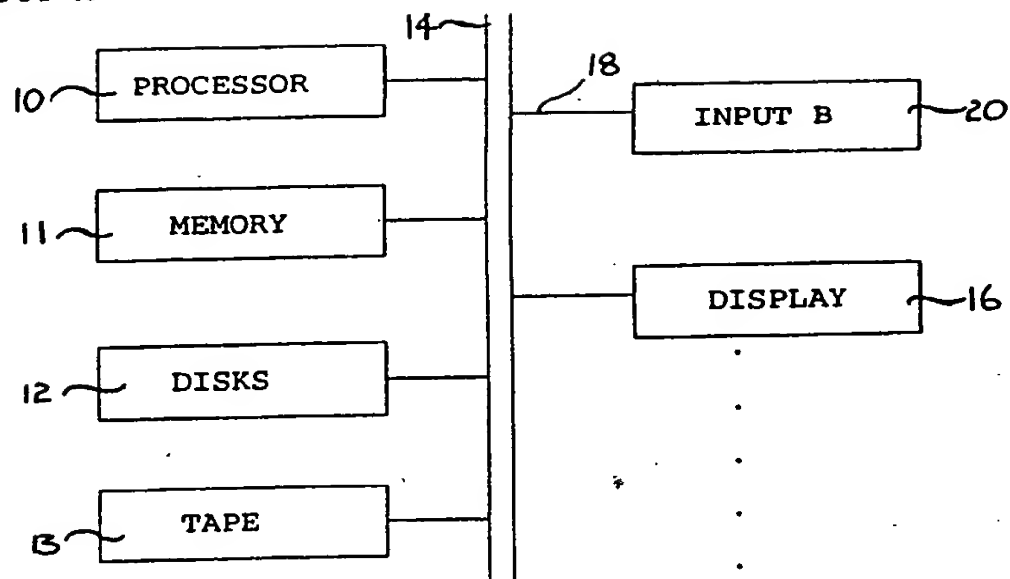 14
10 PROCESSOR
18
INPUT B 20
11 MEMORY
DISPLAY 16
12 DISKS
13 TAPE